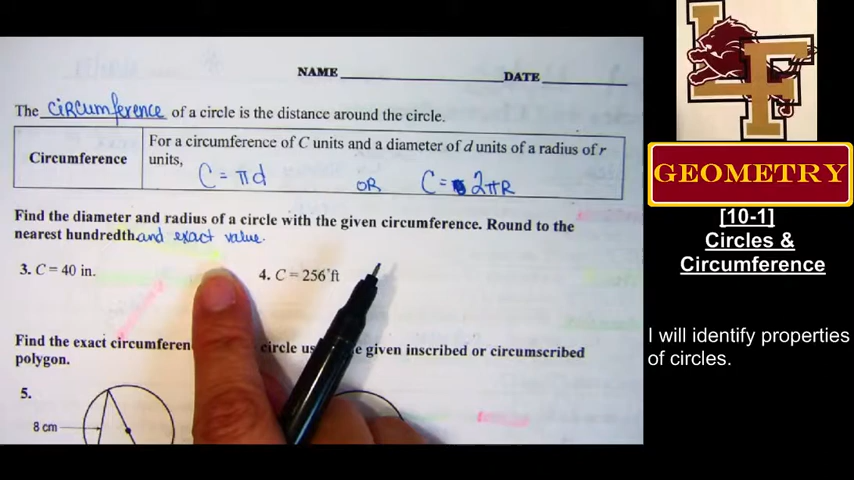 NAME DATE
The circumference of a circle is the distance around the circle.
For a circumference of C units and a diameter of d units of a radius of r
Circumference units,
C = πd OR C = 2πR
Find the diameter and radius of a circle with the given circumference. Round to the
nearest hundredth. and exact value.
3. C = 40 in. 4. C = 256 ft
Find the exact circumferen circle us given inscribed or circumscribed
polygon.
5.
8 cm
LF
GEOMETRY
[10-1]
Circles &
Circumference
I will identify properties
of circles.